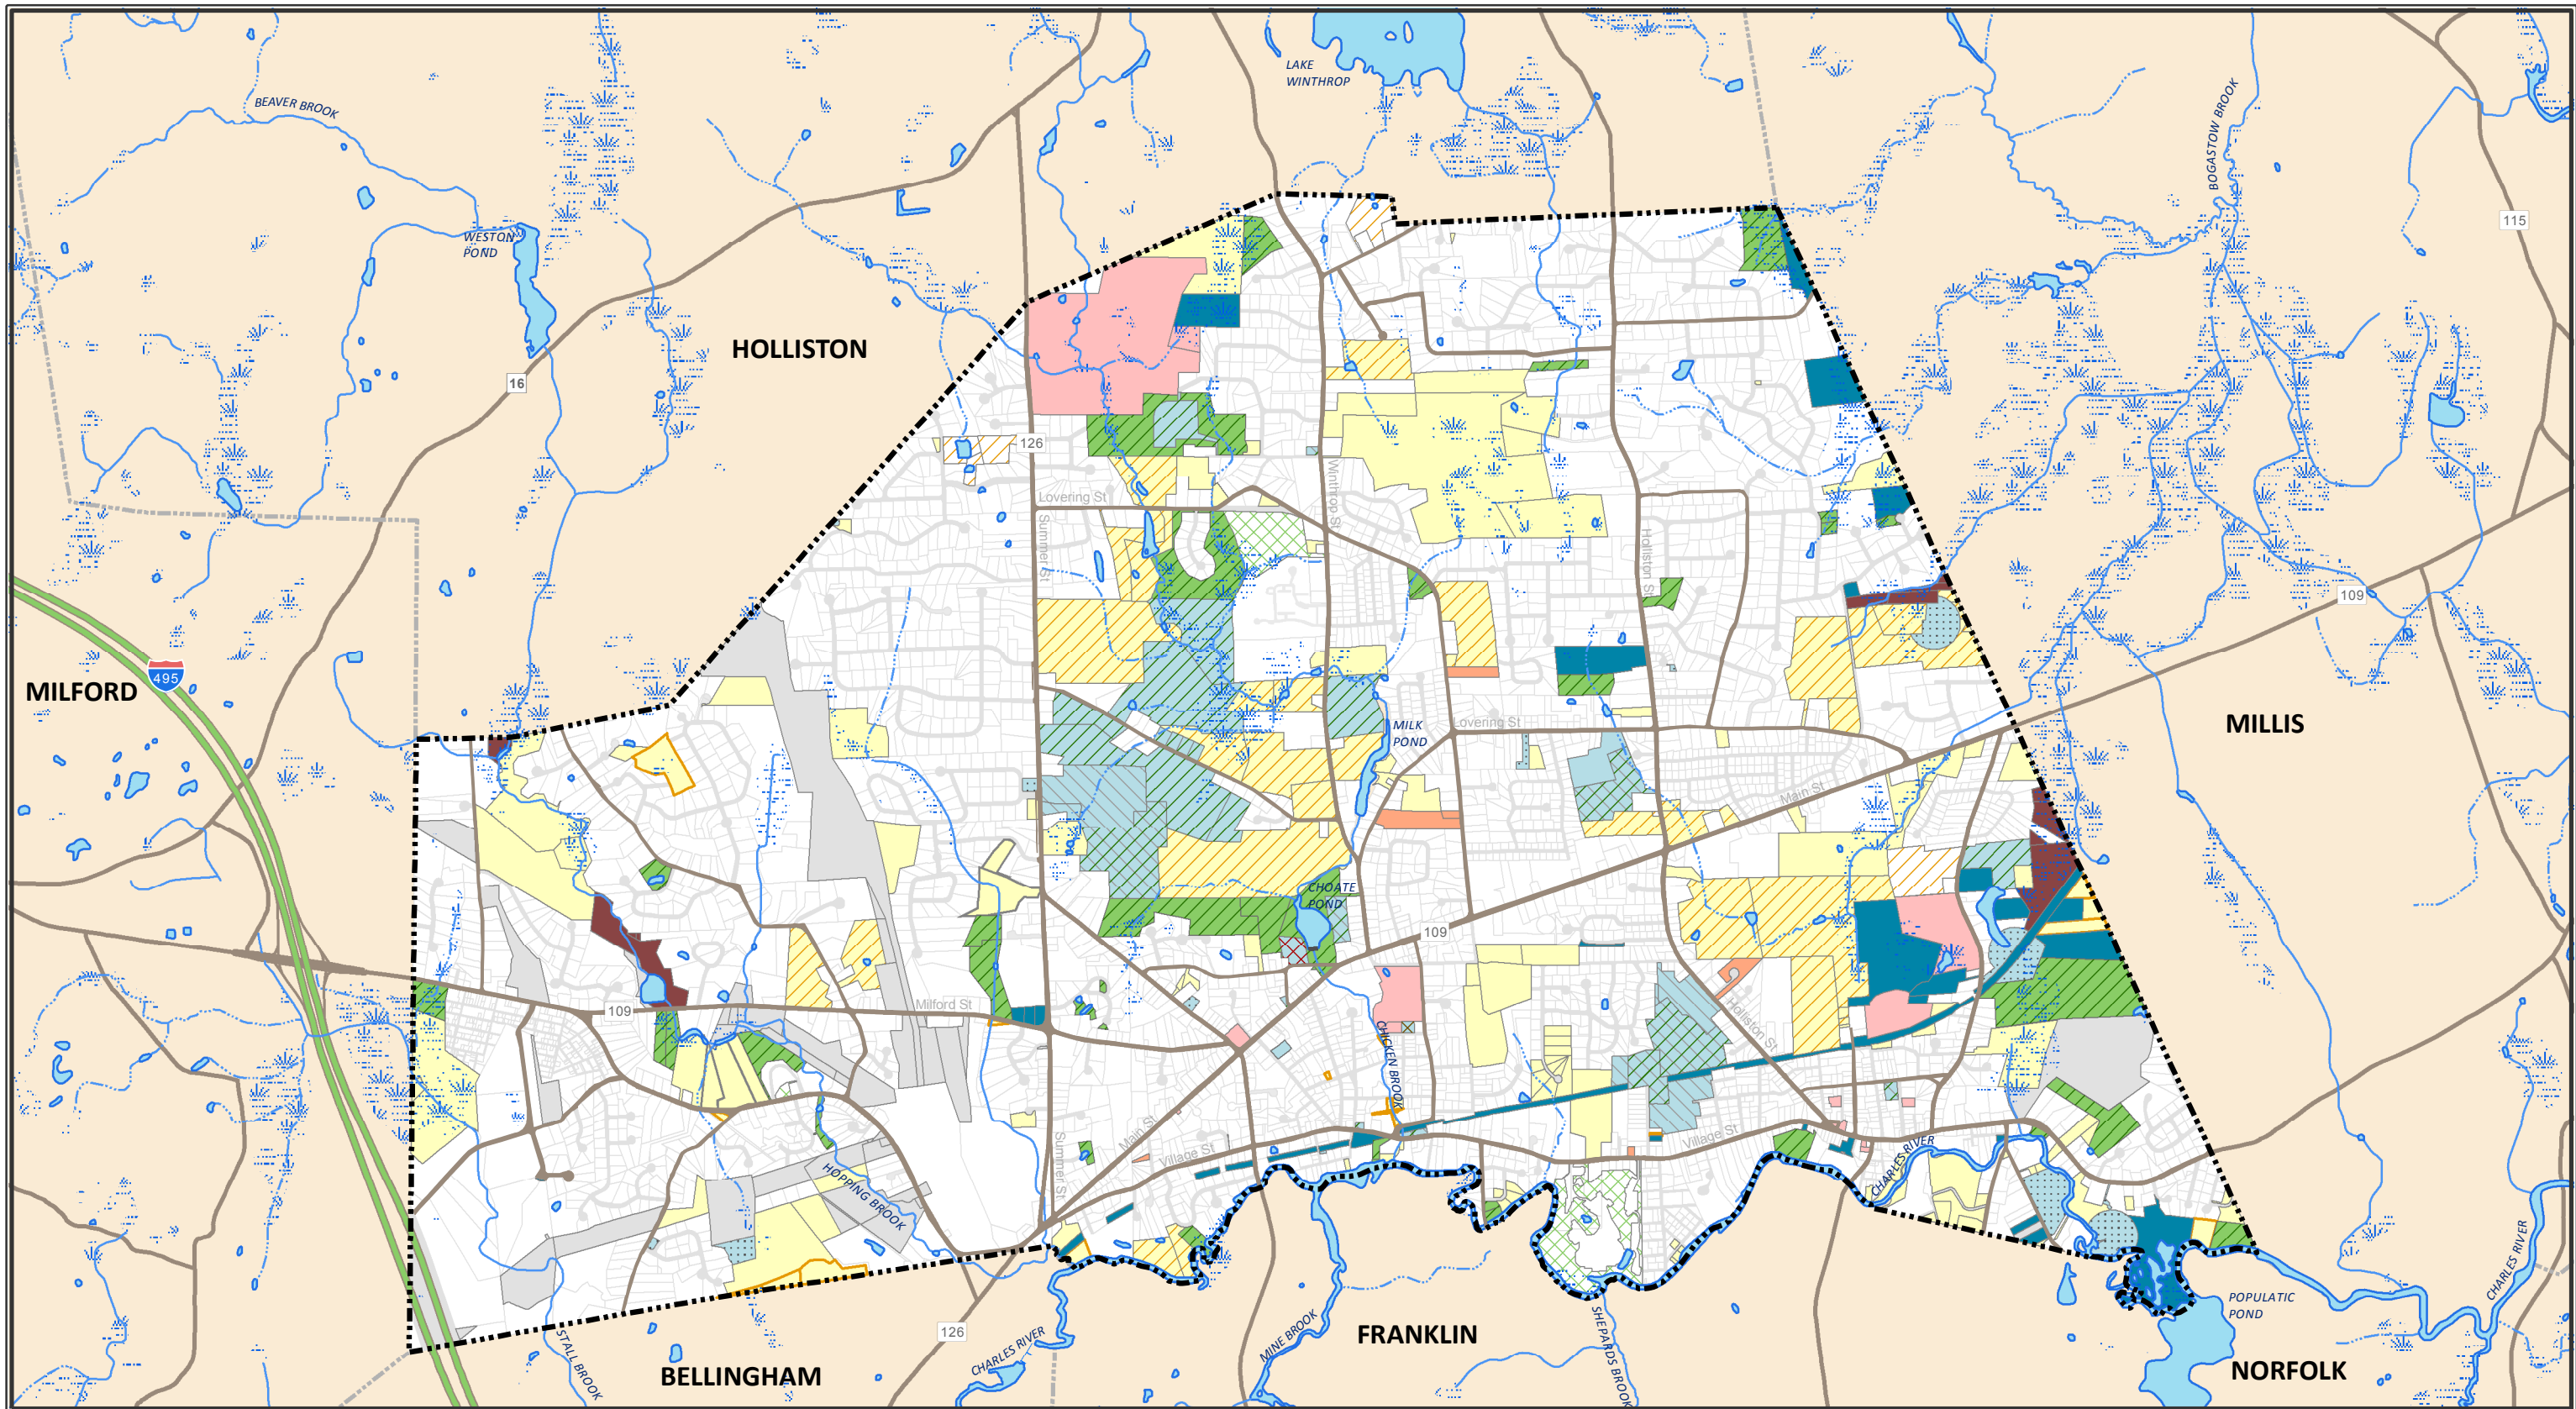 LAKE
WINTHROP
BEAVER BROOK
BOGASTOW BROOK
115
WESTON
POND
HOLLISTON
16
126
Lovering St
Winthrop St
Summer St
Holliston St
109
495
MILFORD
MILLIS
MILK
POND
Lovering St
Main St
CHOATE
POND
109
Milford St
109
CHICKEN BROOK
Holliston St
Main St
Village St
Village St
Summer St
HOPPING BROOK
CHARLES RIVER
CHARLES RIVER
POPULATIC
POND
126
CHARLES RIVER
MINE BROOK
FRANKLIN
SHEPARDS BROOK
STALL BROOK
BELLINGHAM
NORFOLK